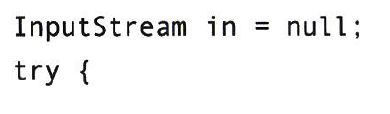 InputStream in = null;
try {